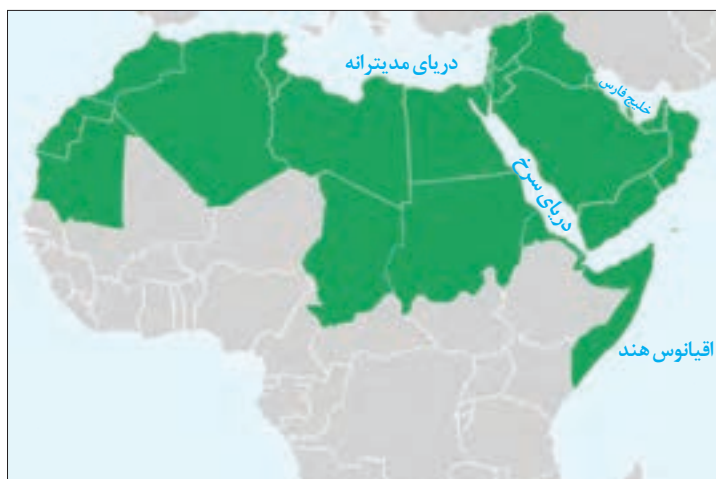 دریای مدیترانه
خلیج فارس
دریای سرخ
اقیانوس هند